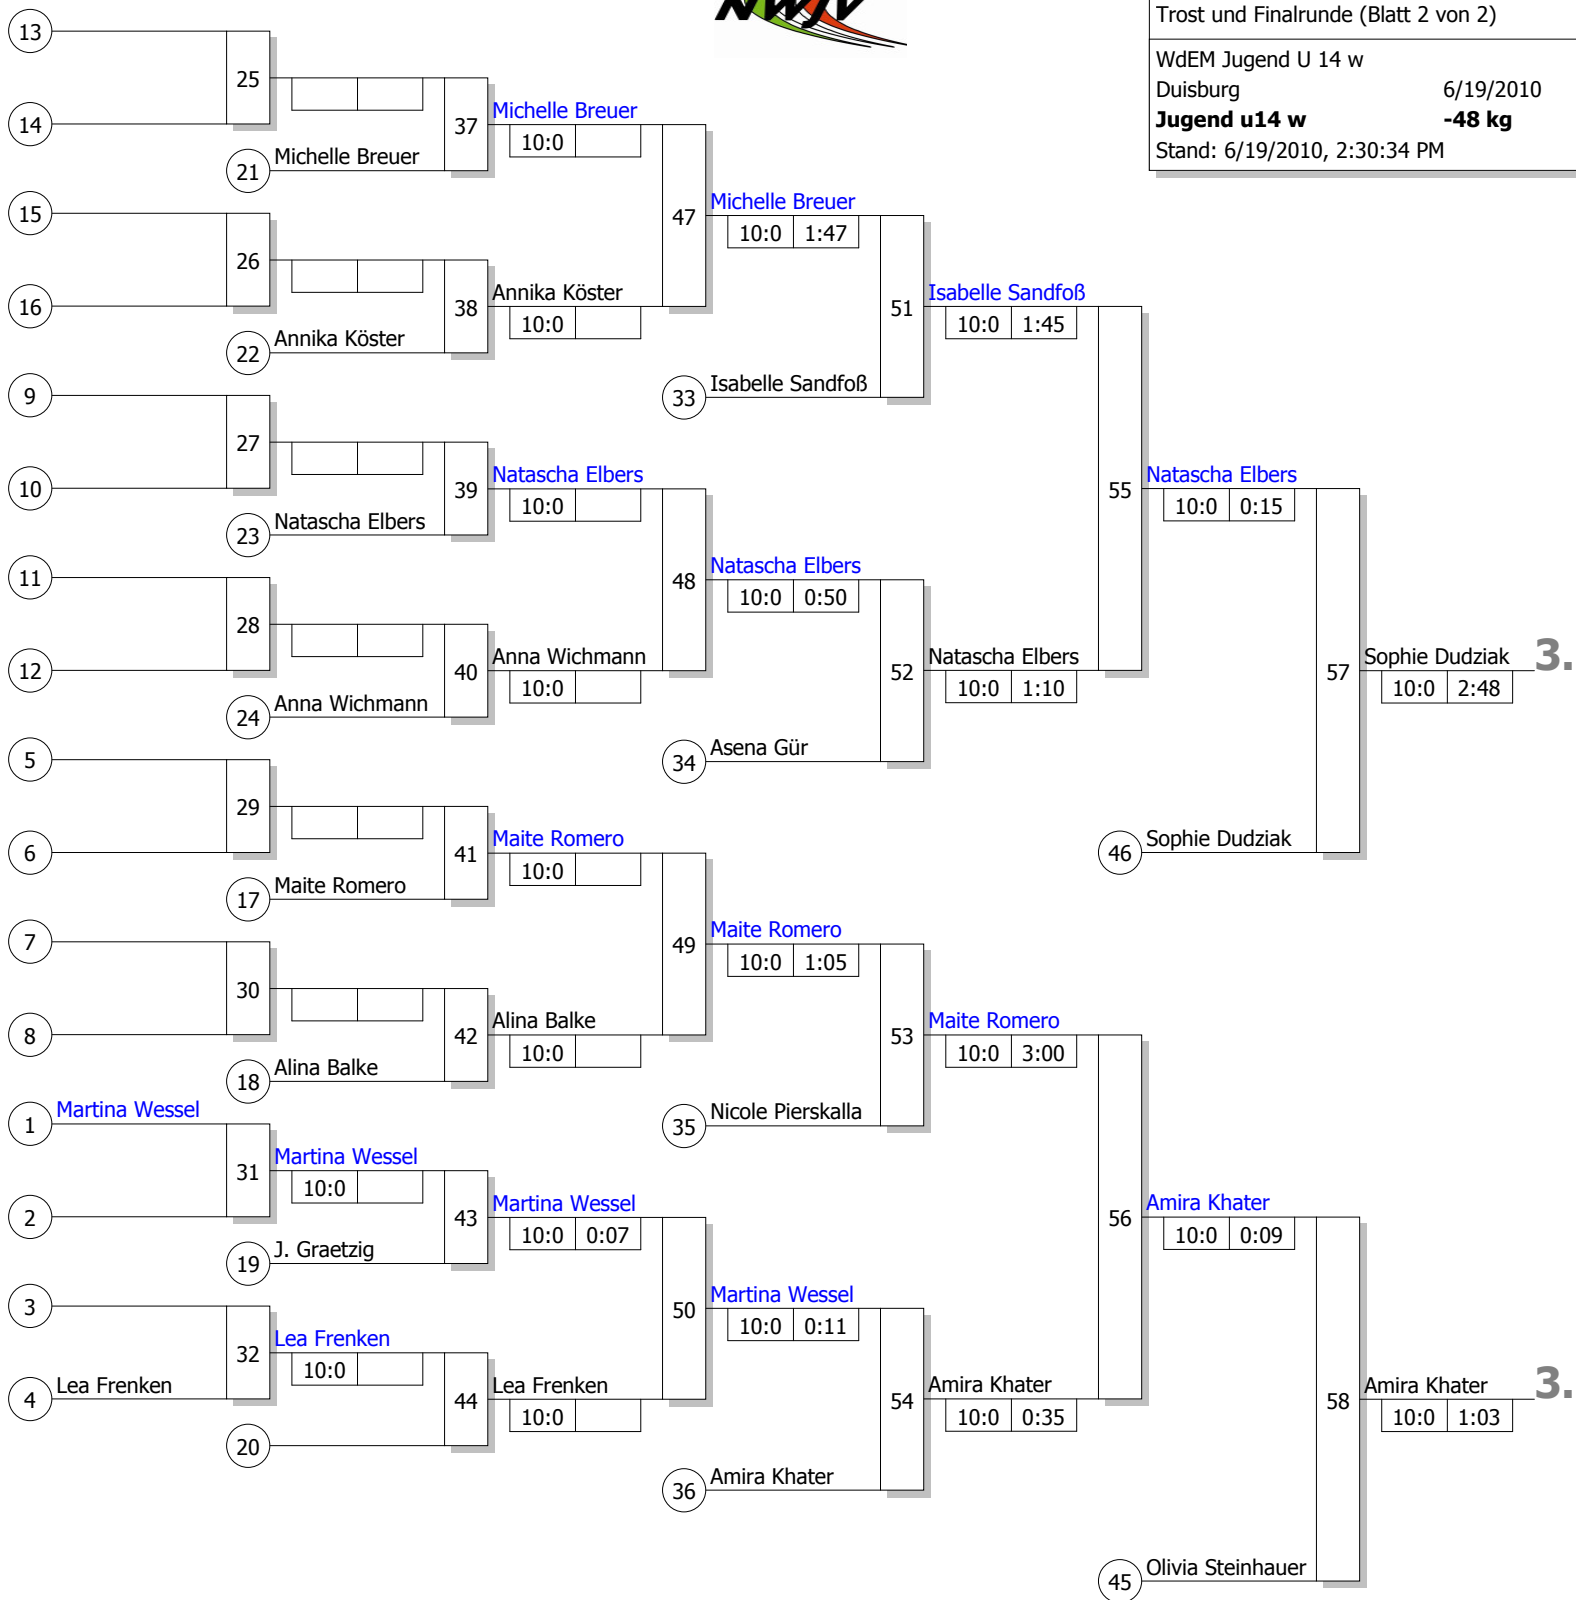 NWJV
Trost und Finalrunde (Blatt 2 von 2)
WdEM Jugend U 14 w
Duisburg 6/19/2010
Jugend u14 w -48 kg
Stand: 6/19/2010, 2:30:34 PM
13
25
14
37
Michelle Breuer
10:0
21
Michelle Breuer
15
47
Michelle Breuer
10:0 1:47
26
16
38
Annika Köster
10:0
22
Annika Köster
51
Isabelle Sandfoß
10:0 1:45
33
Isabelle Sandfoß
9
27
10
39
Natascha Elbers
10:0
23
Natascha Elbers
55
Natascha Elbers
10:0 0:15
11
48
Natascha Elbers
10:0 0:50
28
12
40
Anna Wichmann
10:0
24
Anna Wichmann
52
Natascha Elbers
10:0 1:10
34
Asena Gür
57
Sophie Dudziak
10:0 2:48
3.
5
29
6
41
Maite Romero
10:0
17
Maite Romero
46
Sophie Dudziak
7
49
Maite Romero
10:0 1:05
30
8
42
Alina Balke
10:0
18
Alina Balke
53
Maite Romero
10:0 3:00
35
Nicole Pierskalla
1
Martina Wessel
31
Martina Wessel
10:0
2
43
Martina Wessel
10:0 0:07
19
J. Graetzig
56
Amira Khater
10:0 0:09
3
50
Martina Wessel
10:0 0:11
32
Lea Frenken
10:0
4
Lea Frenken
44
Lea Frenken
10:0
20
54
Amira Khater
10:0 0:35
36
Amira Khater
58
Amira Khater
10:0 1:03
3.
45
Olivia Steinhauer